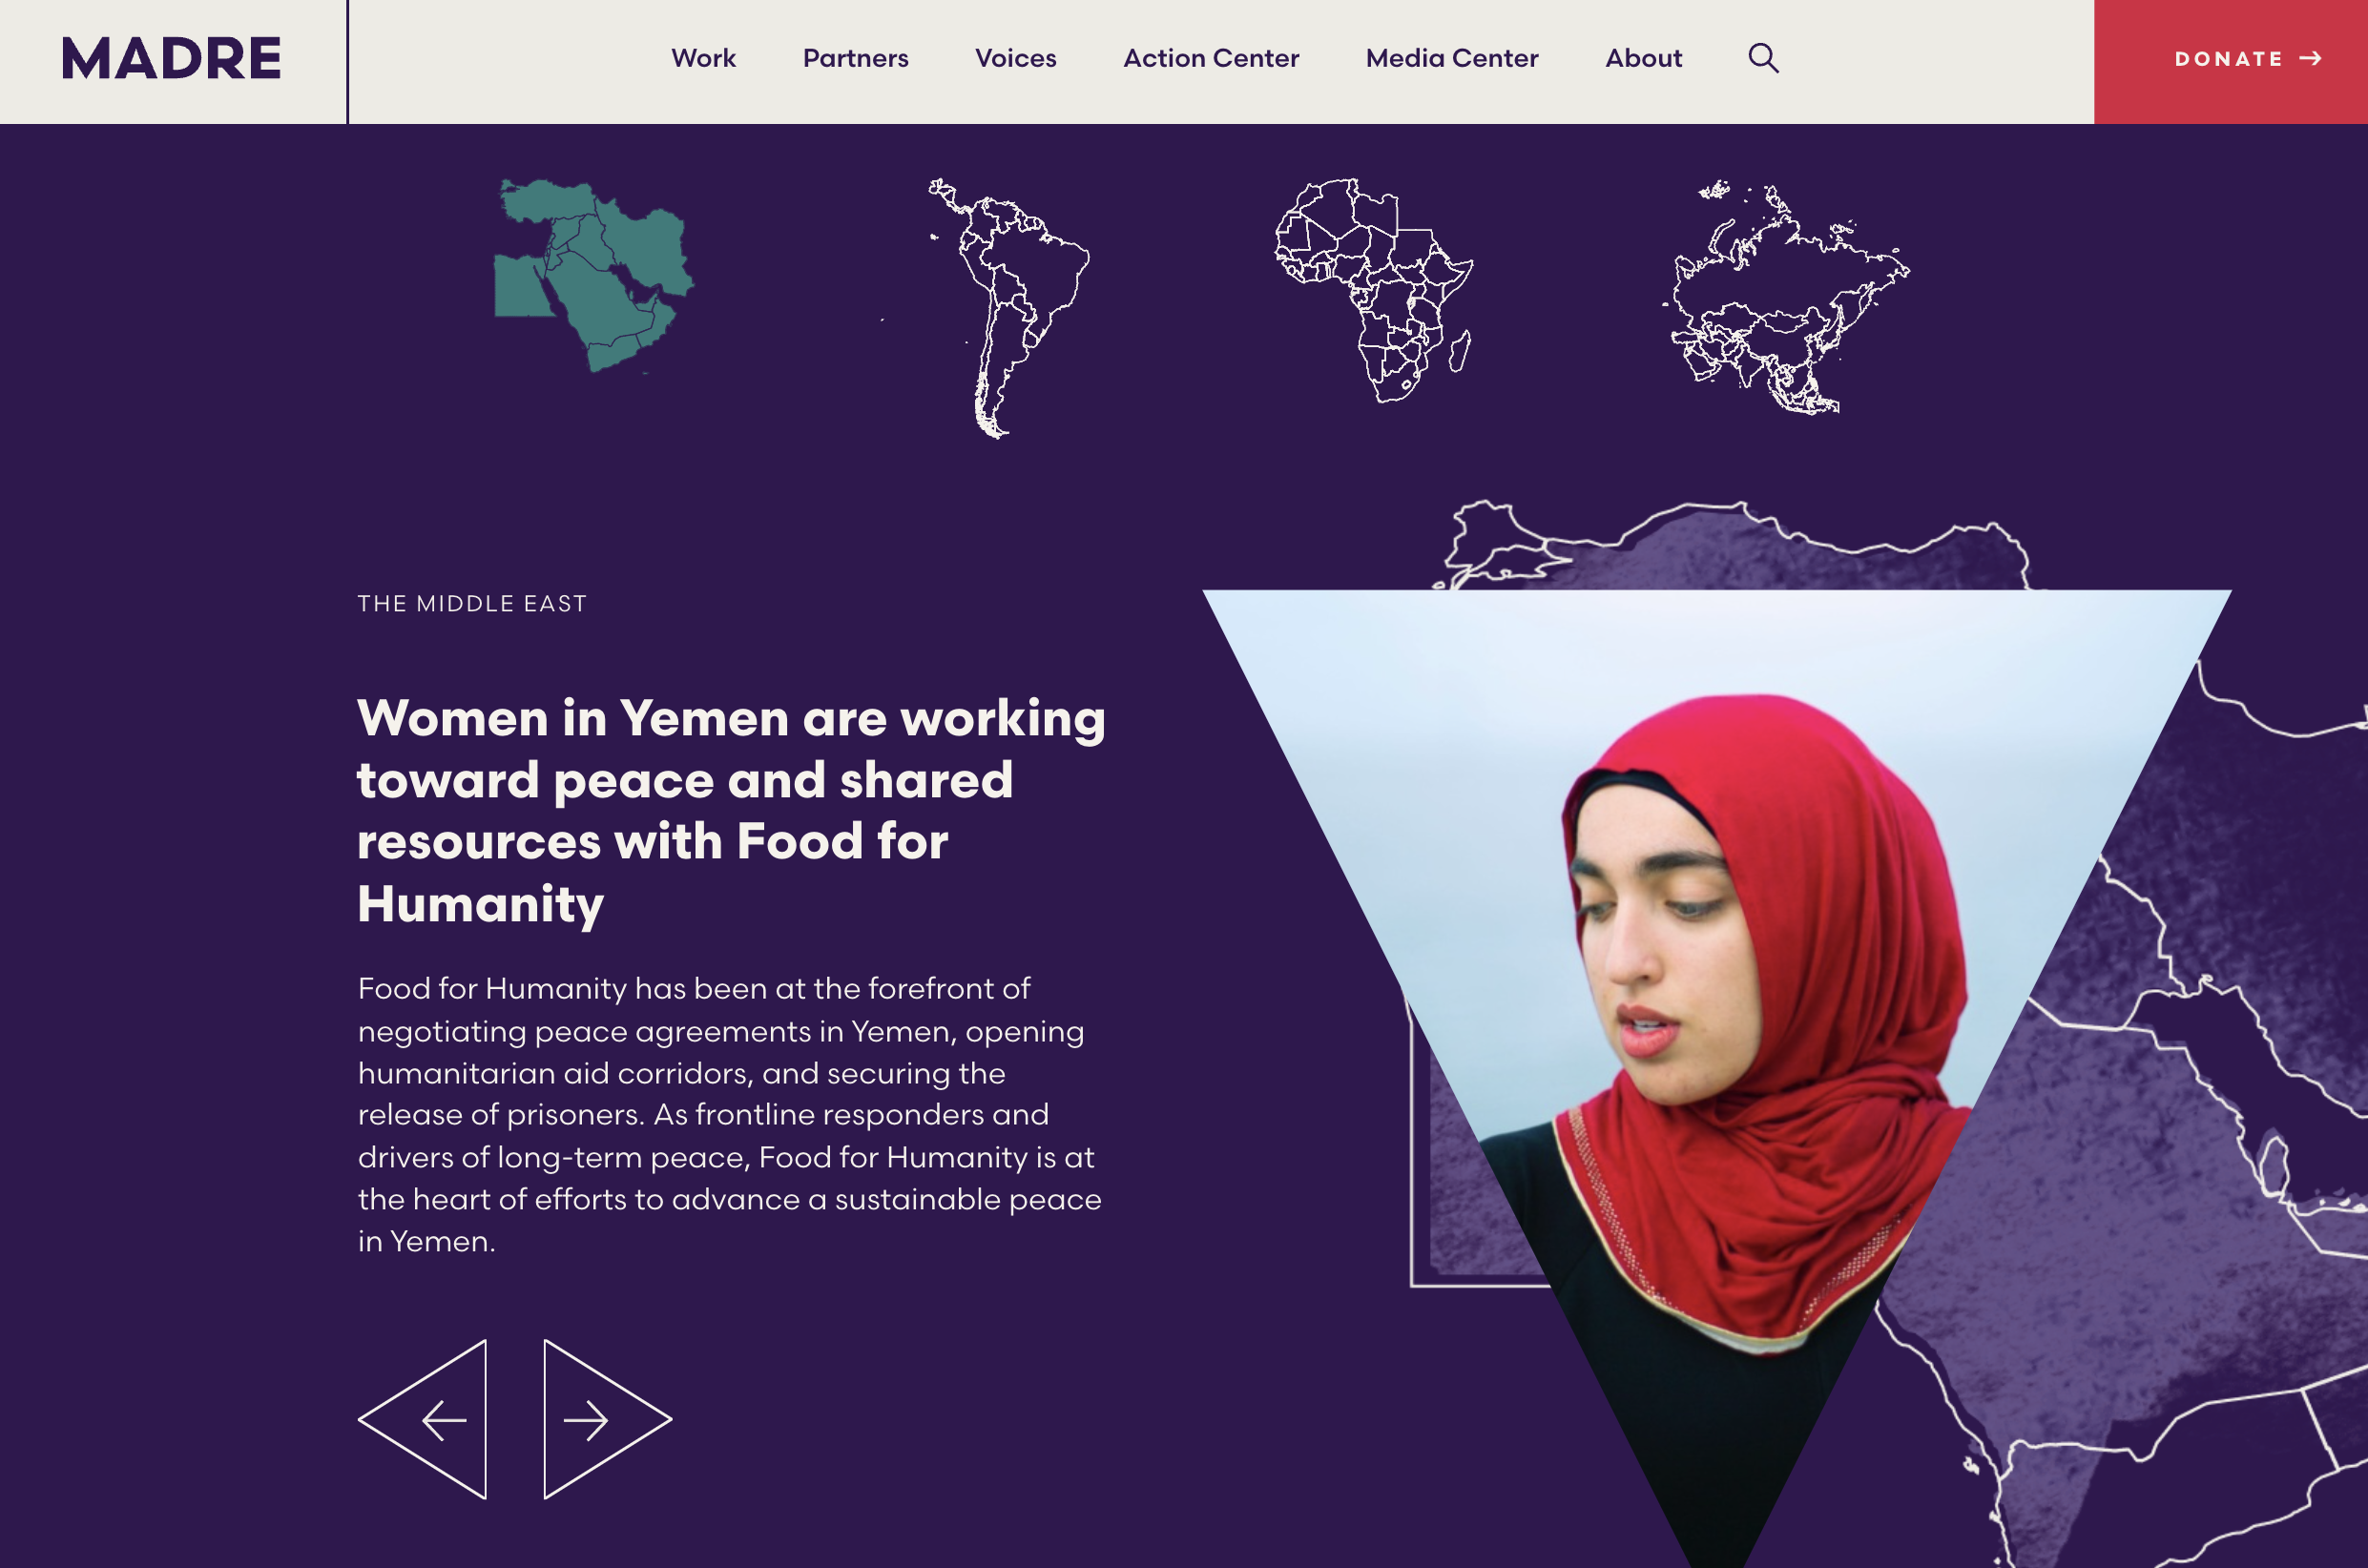 MADRE
Work
Partners
Voices
Action Center
Media Center
About
DONATE →
THE MIDDLE EAST
Women in Yemen are working
toward peace and shared
resources with Food for
Humanity
Food for Humanity has been at the forefront of
negotiating peace agreements in Yemen, opening
humanitarian aid corridors, and securing the
release of prisoners. As frontline responders and
drivers of long-term peace, Food for Humanity is at
the heart of efforts to advance a sustainable peace
in Yemen.